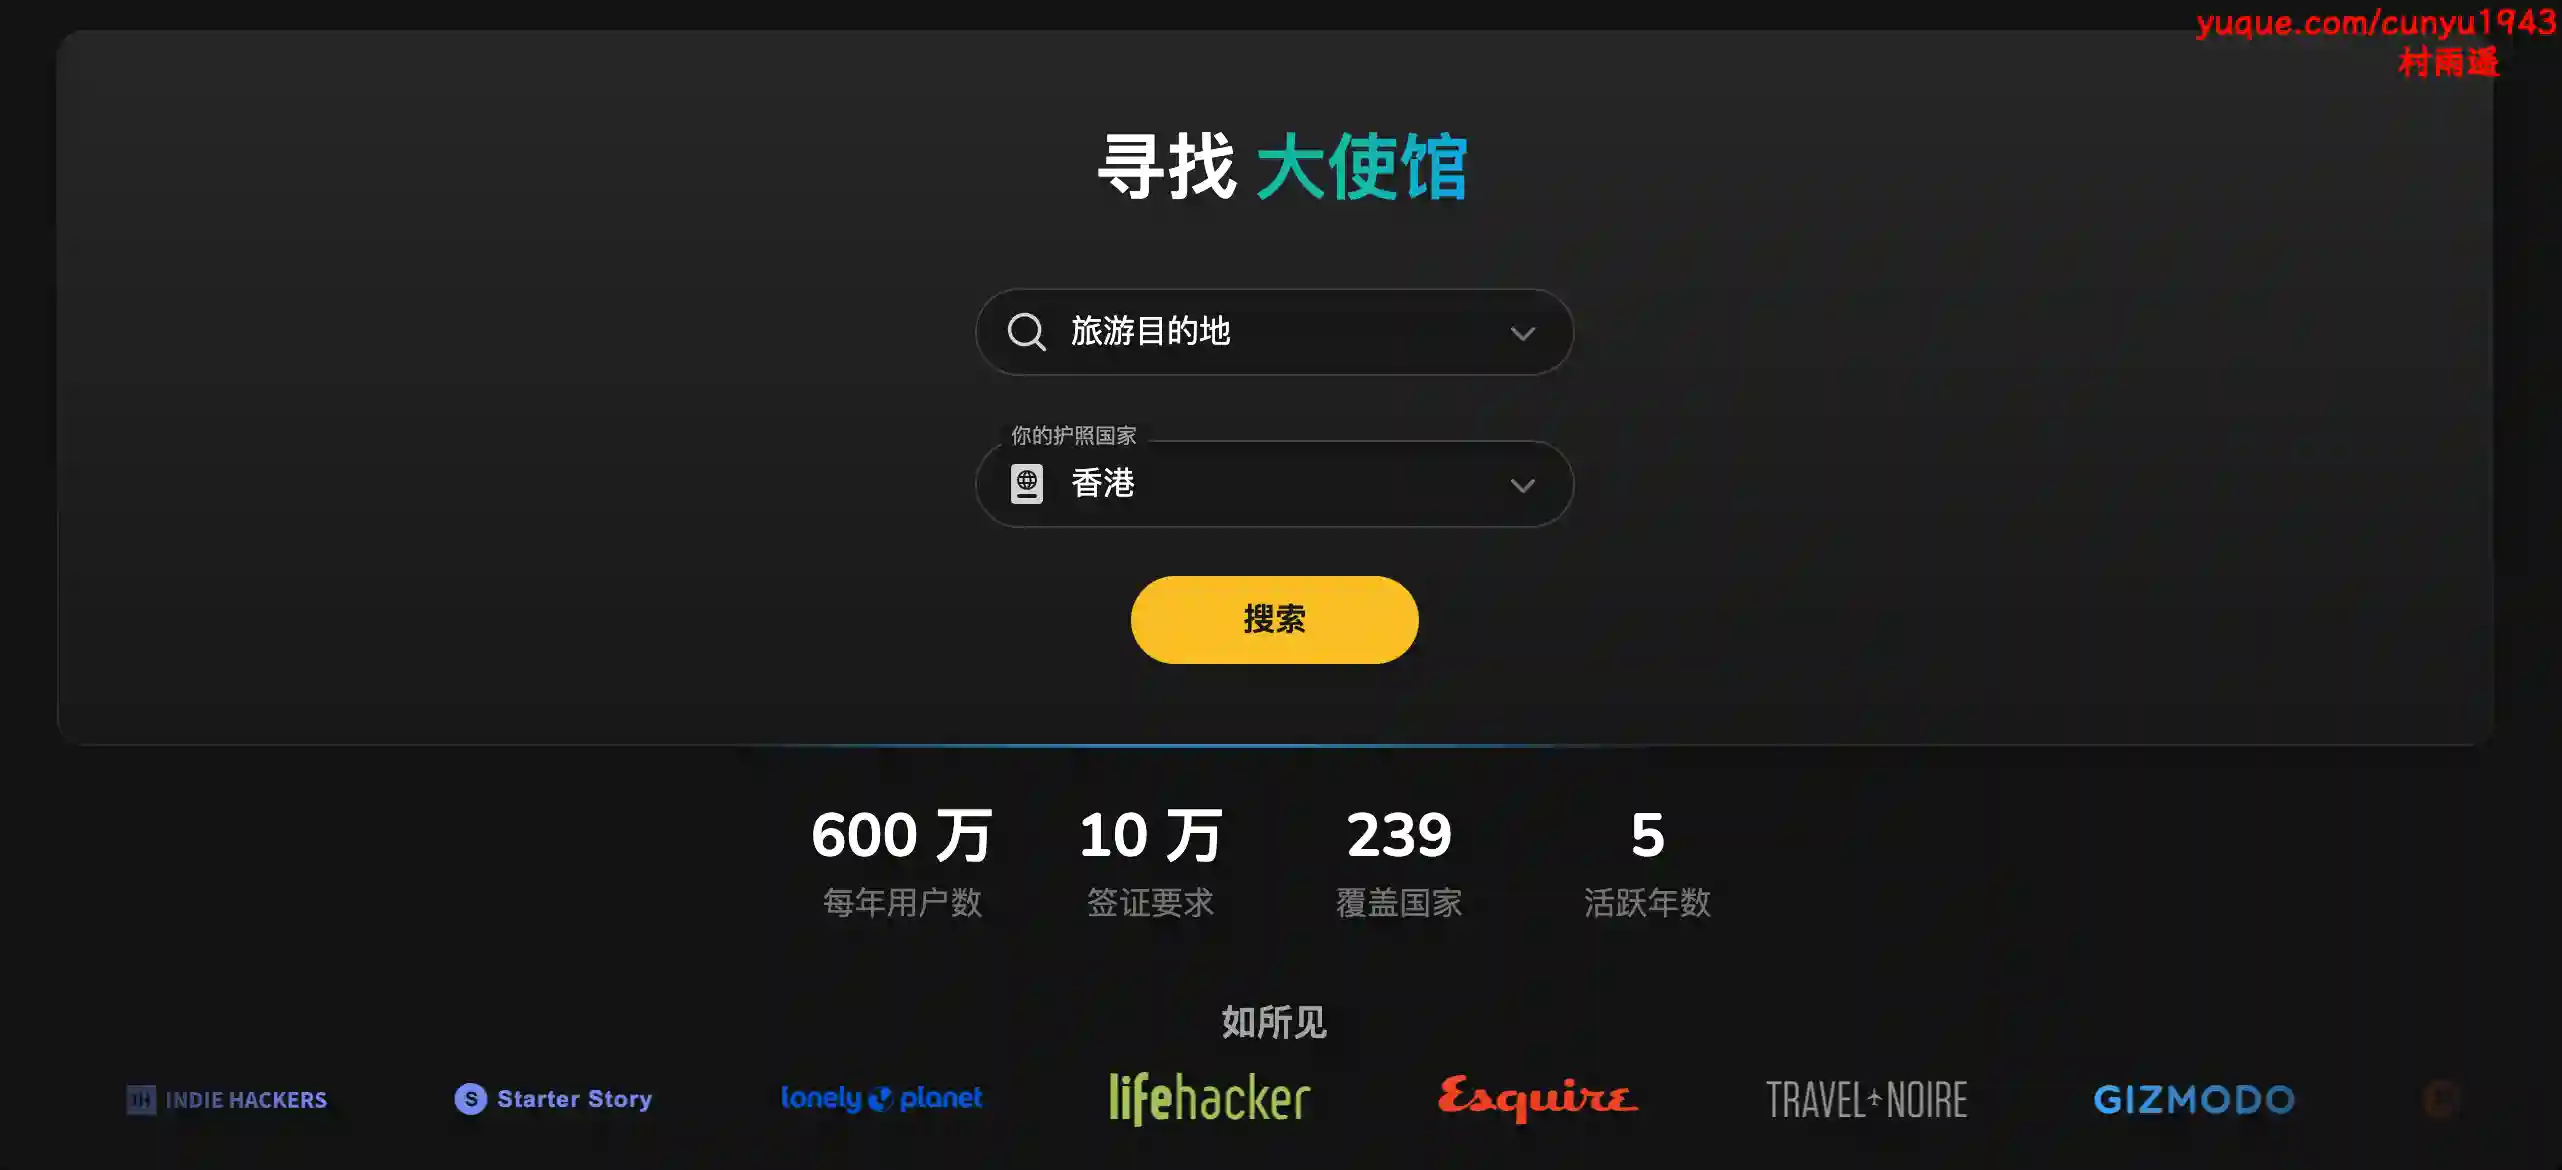 yuque.com/cunyu1943
村雨遥
寻找 大使馆
旅游目的地
你的护照国家
香港
搜索
600 万 10 万 239 5
每年用户数 签证要求 覆盖国家 活跃年数
如所见
INDIE HACKERS S Starter Story lonely planet lifehacker Esquire TRAVEL NOIRE GIZMODO